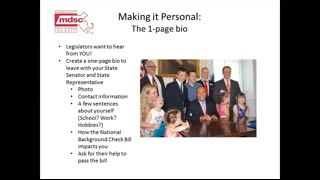 mdsc
Making it Personal:
The 1-page bio
• Legislators want to hear
from YOU!
• Create a one-page bio to
leave with your State
Senator and State
Representative
• Photo
• Contact information
• A few sentences
about yourself
(School? Work?
Hobbies?)
• How the National
Background Check Bill
impacts you
• Ask for their help to
pass the bill